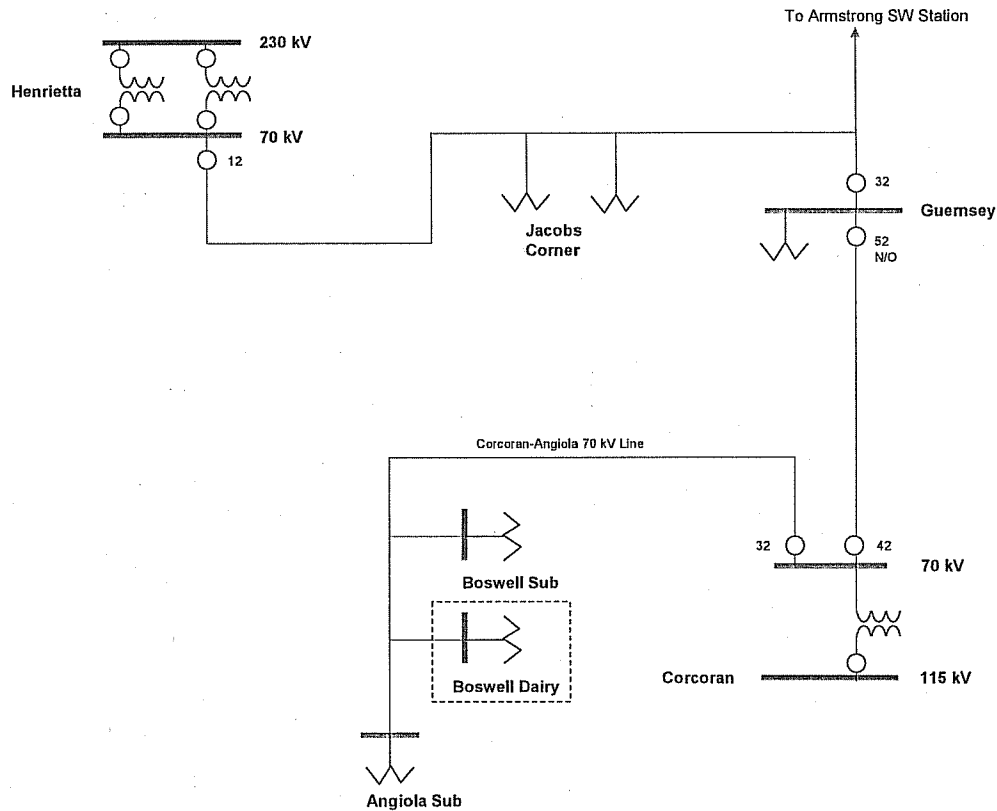 To Armstrong SW Station
230 kV
Henrietta
70 kV
12
32
Guernsey
52
N/O
Jacobs
Corner
Corcoran-Angiola 70 kV Line
32
42
70 kV
Boswell Sub
Boswell Dairy
Corcoran
115 kV
Angiola Sub